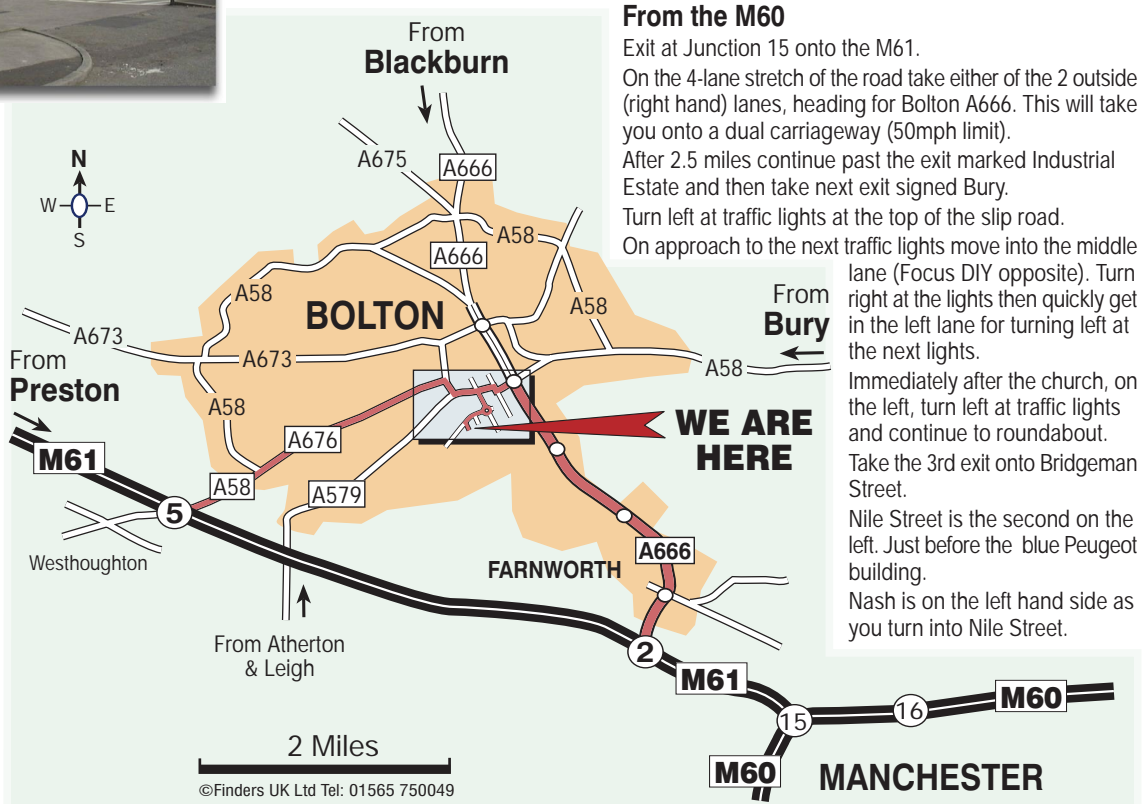 From the M60
Exit at Junction 15 onto the M61.
On the 4-lane stretch of the road take either of the 2 outside
(right hand) lanes, heading for Bolton A666. This will take
you onto a dual carriageway (50mph limit).
After 2.5 miles continue past the exit marked Industrial
Estate and then take next exit signed Bury.
Turn left at traffic lights at the top of the slip road.
On approach to the next traffic lights move into the middle
lane (Focus DIY opposite). Turn
right at the lights then quickly get
in the left lane for turning left at
the next lights.
Immediately after the church, on
the left, turn left at traffic lights
and continue to roundabout.
Take the 3rd exit onto Bridgeman
Street.
Nile Street is the second on the
left. Just before the blue Peugeot
building.
Nash is on the left hand side as
you turn into Nile Street.
From
Blackburn
A675
A666
N
W E
S
A58
A666
A58
A58
BOLTON
From
Bury
A673
A673
A58
From
Preston
A58
A676
WE ARE
HERE
M61
A58
A579
5
Westhoughton
A666
FARNWORTH
From Atherton
& Leigh
2
M61
M60
16
15
M60
MANCHESTER
2 Miles
©Finders UK Ltd Tel: 01565 750049